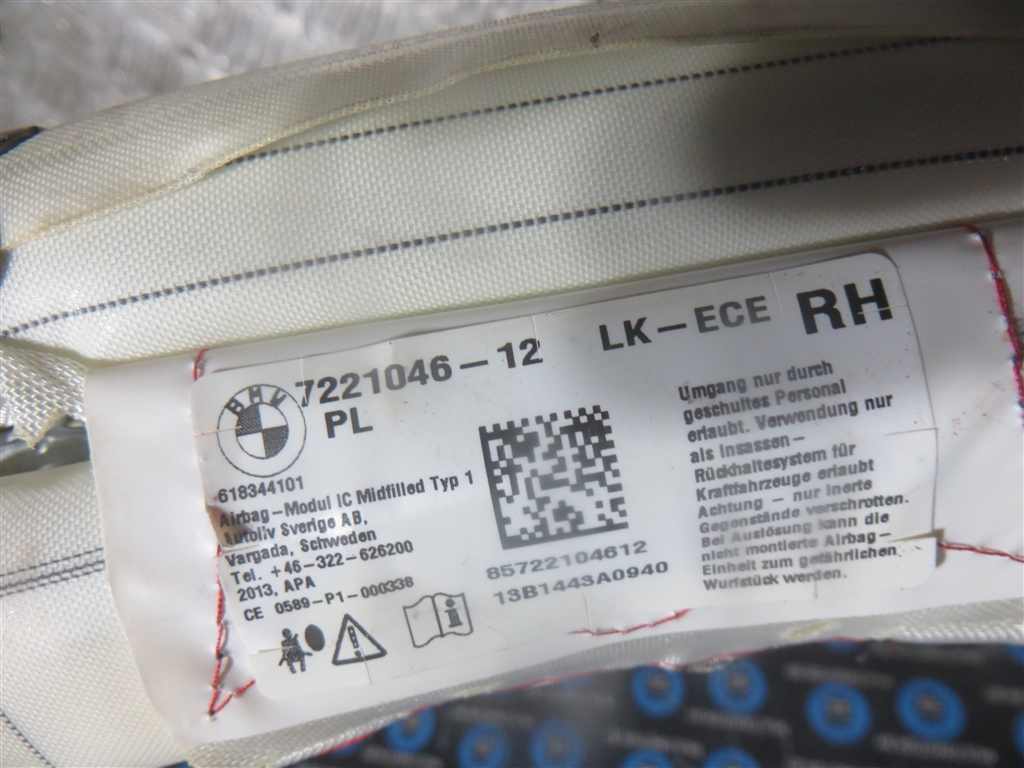 7221046-12
LK-ECE
RH
BMW
PL
618344101
Airbag-Modul IC Midfilled Typ 1
Autoliv Sverige AB,
Vargada, Schweden
Tel. +46-322-626200
2013, APA
CE 0589-P1-000338
85722104612
13B1443A0940
Umgang nur durch
geschultes Personal
erlaubt. Verwendung nur
als Insassen-
Rückhaltesystem für
Kraftfahrzeuge erlaubt
Achtung - nur inerte
Gegenstände verschrotten.
Bei Auslösung kann die
nicht montierte Airbag-
Einheit zum gefährlichen
Wurfstück werden.